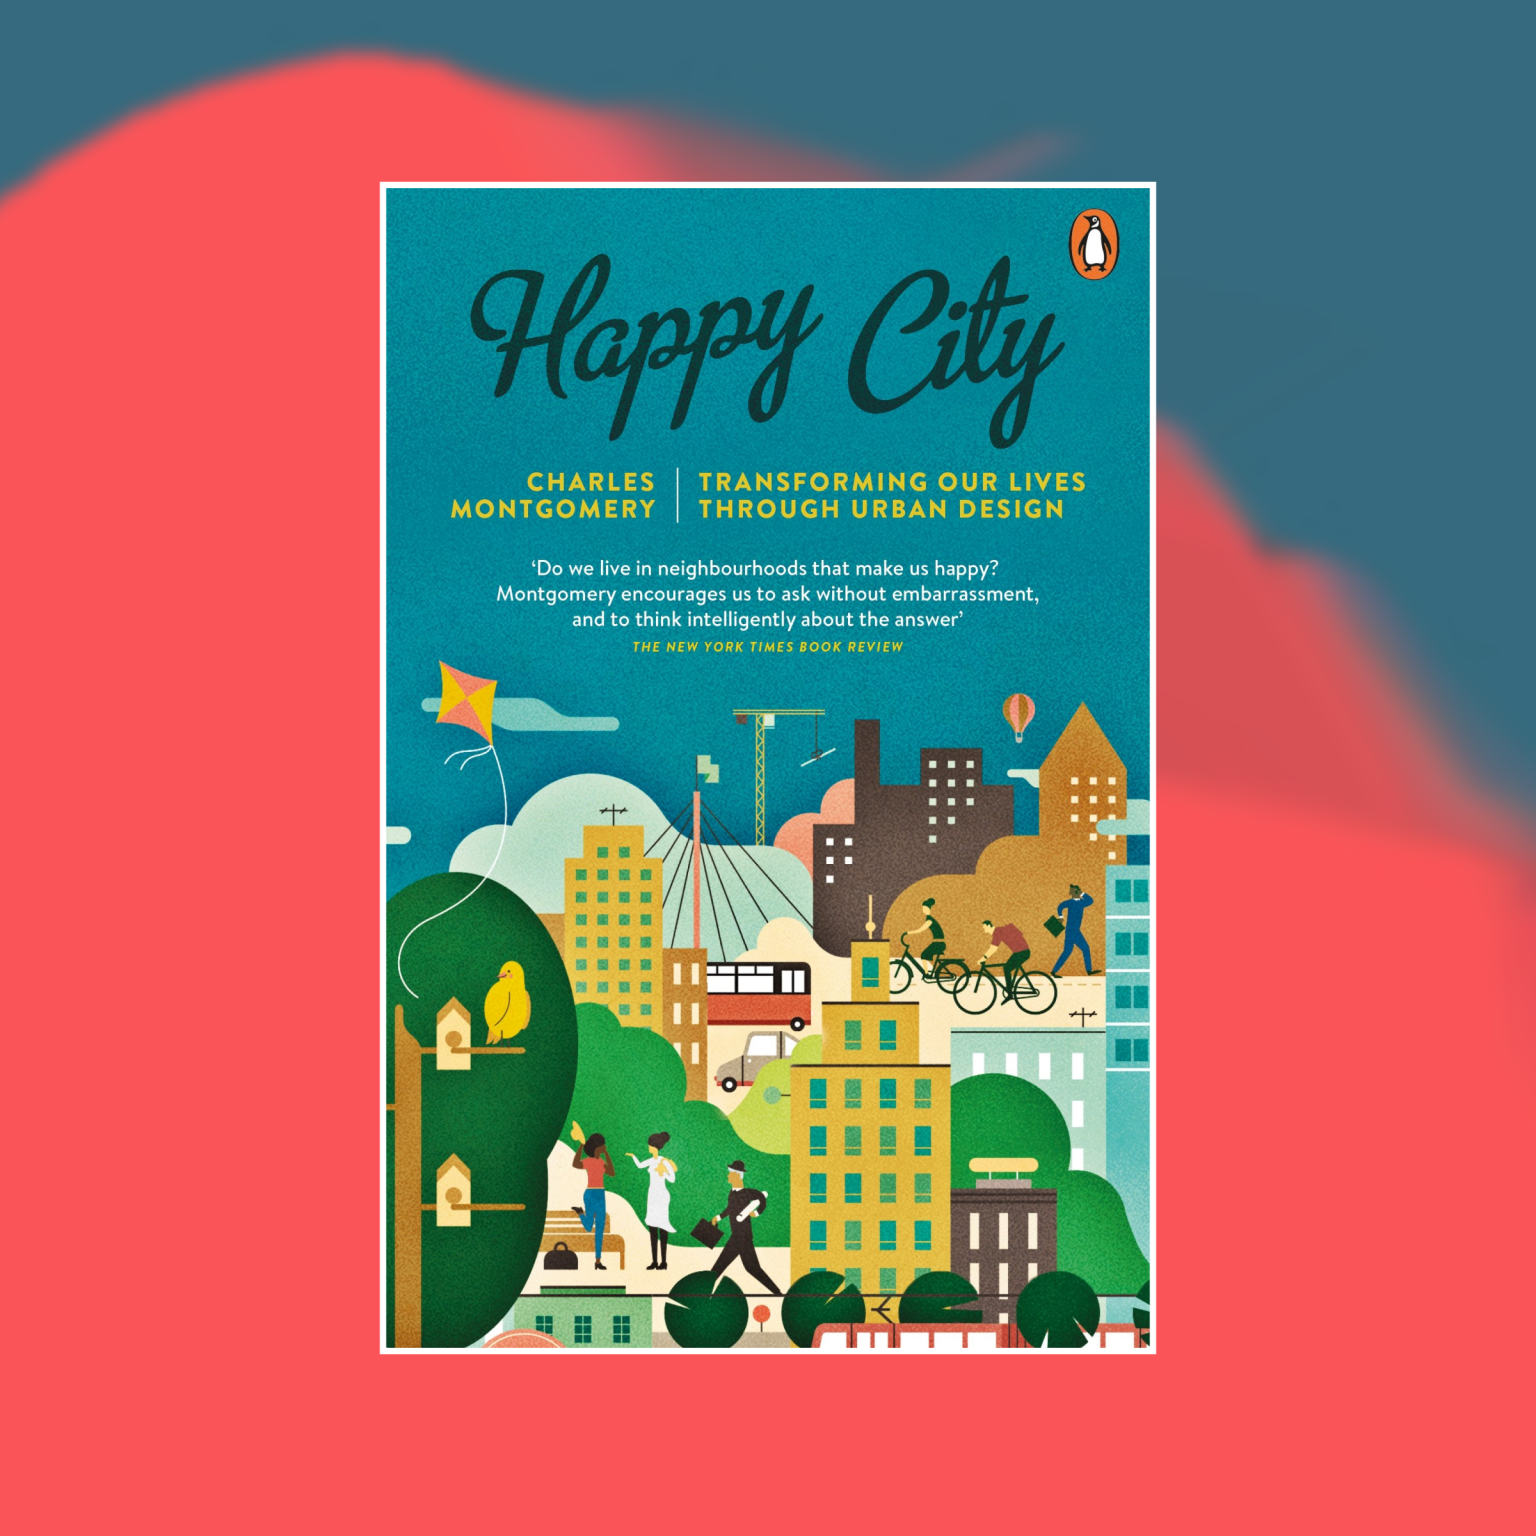 Happy City
CHARLES
MONTGOMERY
TRANSFORMING OUR LIVES
THROUGH URBAN DESIGN
‘Do we live in neighbourhoods that make us happy?
Montgomery encourages us to ask without embarrassment,
and to think intelligently about the answer’
THE NEW YORK TIMES BOOK REVIEW